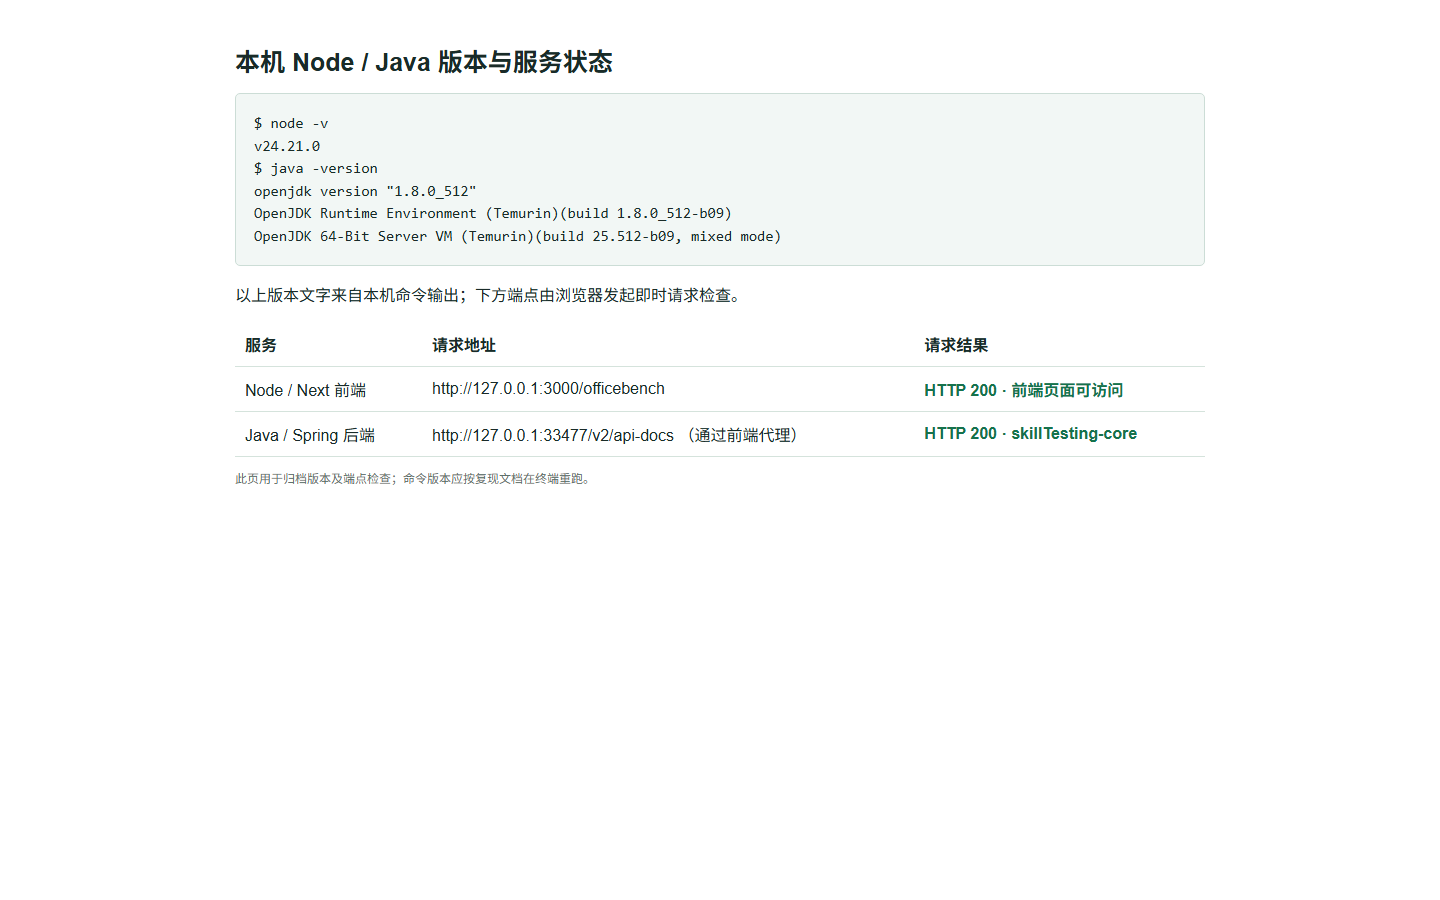 本机 Node / Java 版本与服务状态
$ node -v
v24.21.0
$ java -version
openjdk version "1.8.0_512"
OpenJDK Runtime Environment (Temurin)(build 1.8.0_512-b09)
OpenJDK 64-Bit Server VM (Temurin)(build 25.512-b09, mixed mode)
以上版本文字来自本机命令输出；下方端点由浏览器发起即时请求检查。
服务 请求地址 请求结果
Node / Next 前端 http://127.0.0.1:3000/officebench HTTP 200 · 前端页面可访问
Java / Spring 后端 http://127.0.0.1:33477/v2/api-docs （通过前端代理） HTTP 200 · skillTesting-core
此页用于归档版本及端点检查；命令版本应按复现文档在终端重跑。